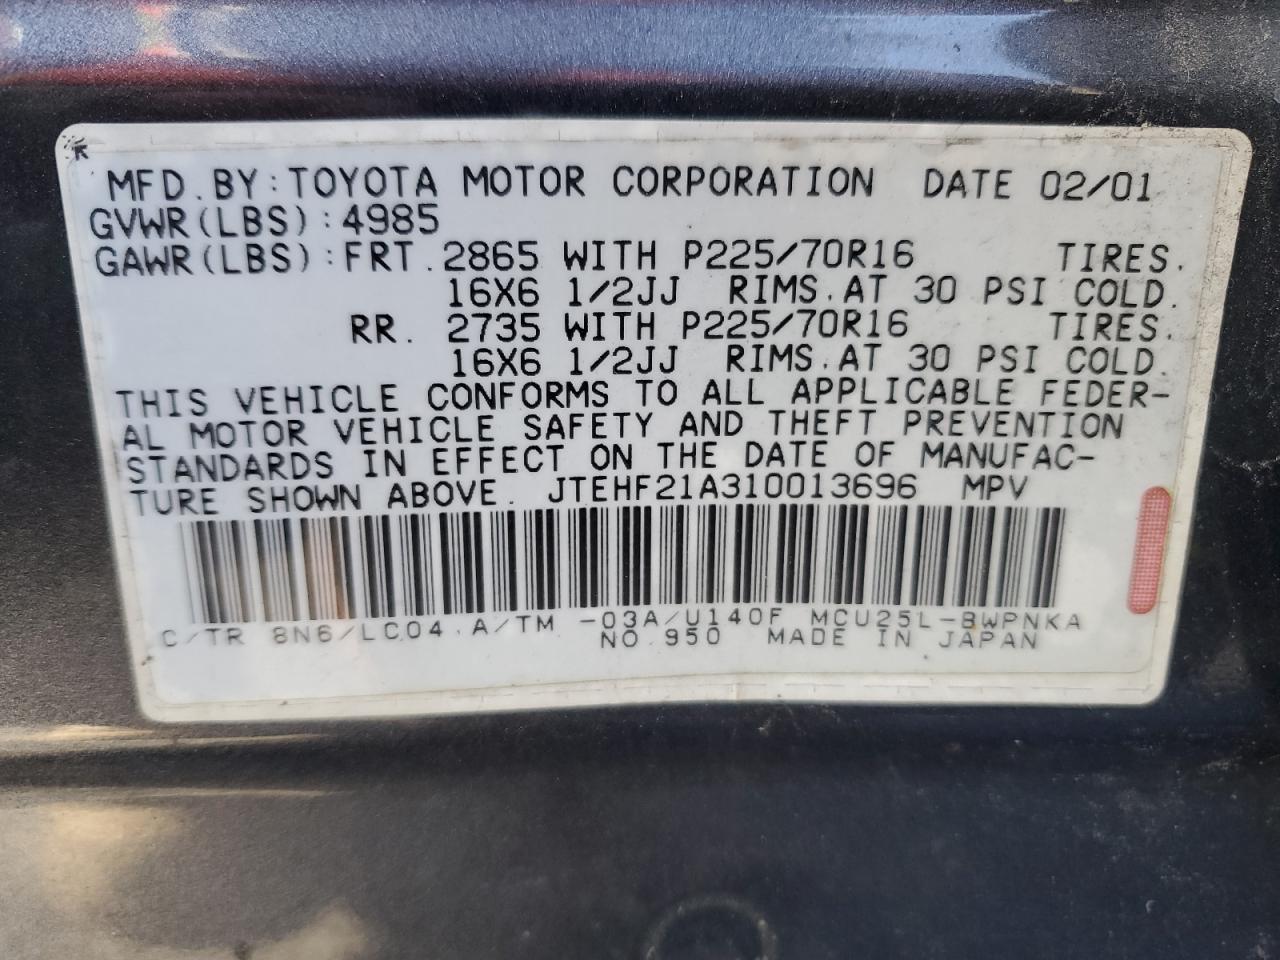 MFD.BY:TOYOTA MOTOR CORPORATION DATE 02/01
GVWR(LBS):4985
GAWR(LBS):FRT.2865 WITH P225/70R16 TIRES.
16X6 1/2JJ RIMS.AT 30 PSI COLD.
RR. 2735 WITH P225/70R16 TIRES.
16X6 1/2JJ RIMS.AT 30 PSI COLD.
THIS VEHICLE CONFORMS TO ALL APPLICABLE FEDER-
AL MOTOR VEHICLE SAFETY AND THEFT PREVENTION
STANDARDS IN EFFECT ON THE DATE OF MANUFAC-
TURE SHOWN ABOVE. JTEHF21A310013696 MPV
C/TR 8N6/LC04.A/TM -03A/U140F MCU25L-BWPNKA
NO.950 MADE IN JAPAN